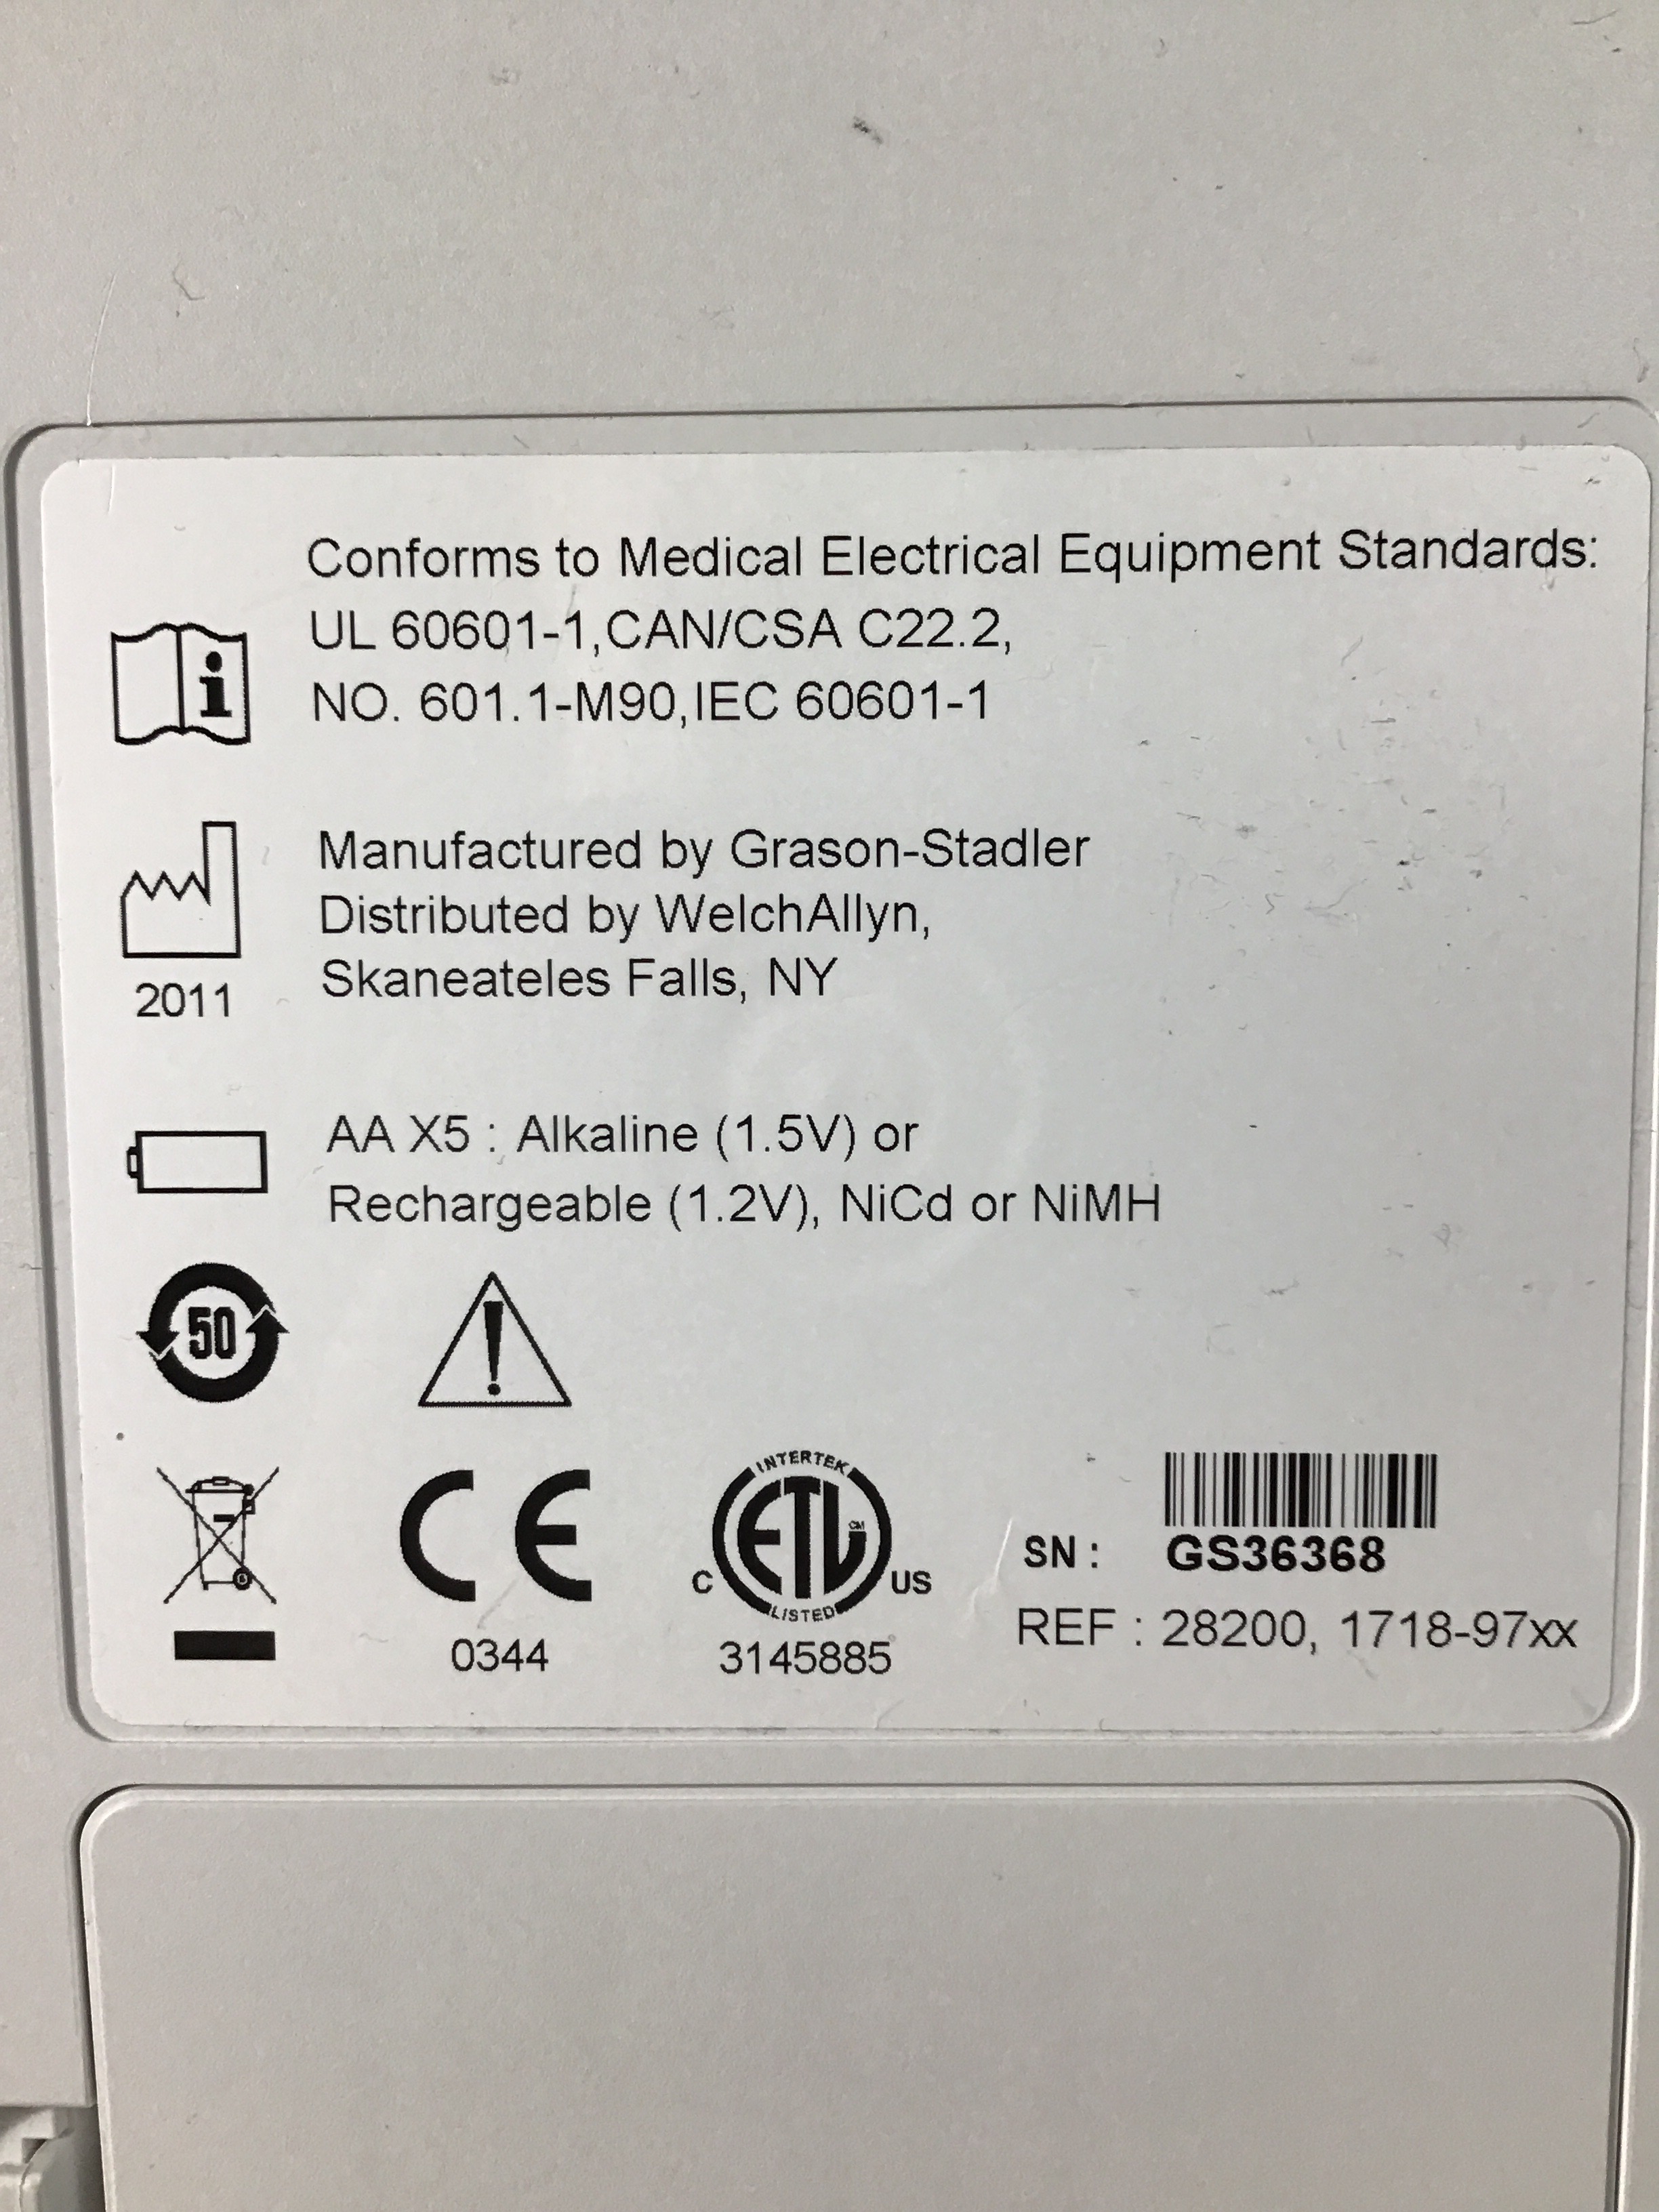 Conforms to Medical Electrical Equipment Standards:
UL 60601-1,CAN/CSA C22.2,
NO. 601.1-M90,IEC 60601-1
i
Manufactured by Grason-Stadler
Distributed by WelchAllyn,
Skaneateles Falls, NY
2011
AA X5 : Alkaline (1.5V) or
Rechargeable (1.2V), NiCd or NiMH
50
!
CE
0344
INTERTEK
ETL CM
C US
LISTED
3145885
SN : GS36368
REF : 28200, 1718-97xx